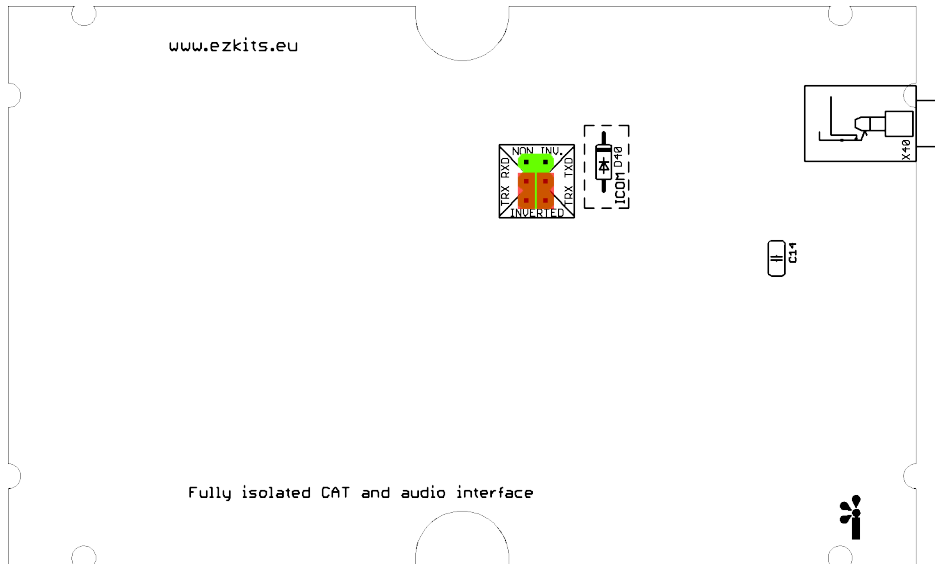 www.ezkits.eu
NON INV.
TRX RXD
TRX TXD
INVERTED
ICOM D40
X40
C14
Fully isolated CAT and audio interface